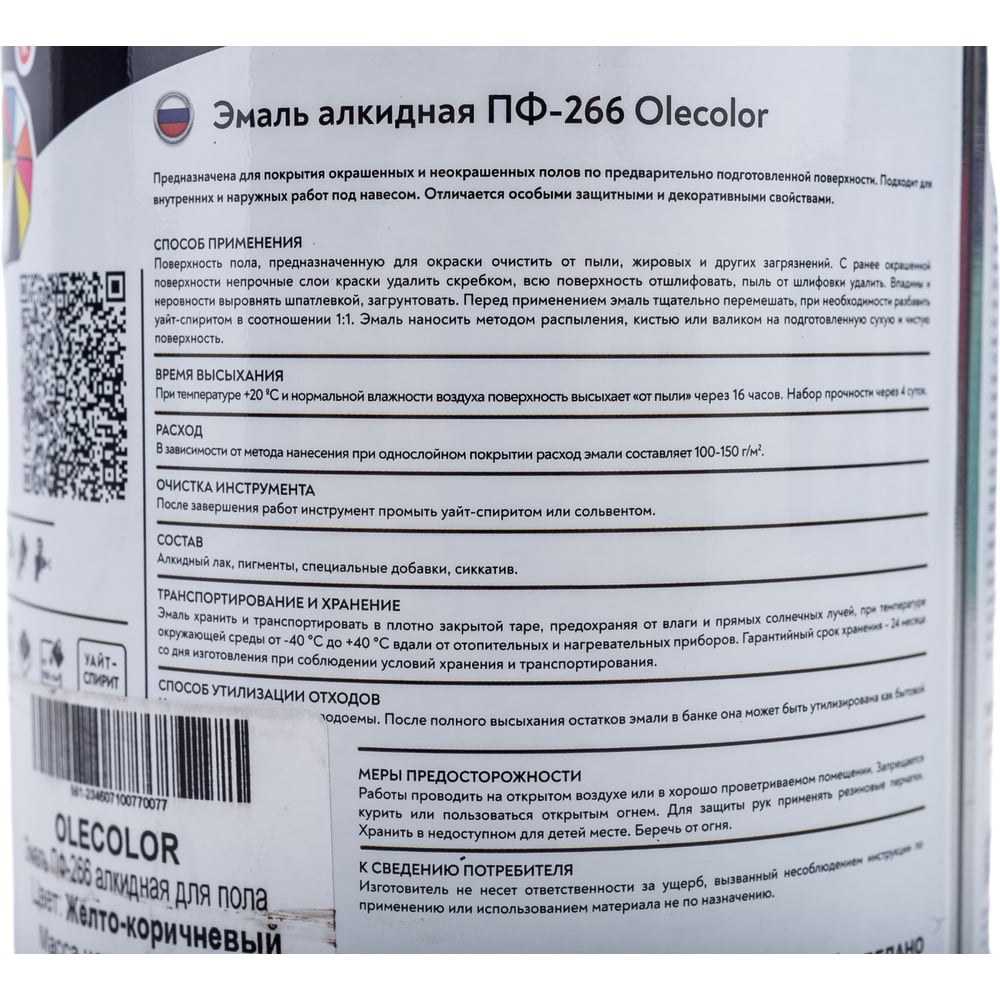 Эмаль алкидная ПФ-266 Olecolor
Предназначена для покрытия окрашенных и неокрашенных полов по предварительно подготовленной поверхности. Подходит для
внутренних и наружных работ под навесом. Отличается особыми защитными и декоративными свойствами.
СПОСОБ ПРИМЕНЕНИЯ
Поверхность пола, предназначенную для окраски очистить от пыли, жировых и других загрязнений. С ранее окрашенной
поверхности непрочные слои краски удалить скребком, всю поверхность отшлифовать, пыль от шлифовки удалить. Впадины и
неровности выровнять шпатлевкой, загрунтовать. Перед применением эмаль тщательно перемешать, при необходимости разбавить
уайт-спиритом в соотношении 1:1. Эмаль наносить методом распыления, кистью или валиком на подготовленную сухую и чистую
поверхность.
ВРЕМЯ ВЫСЫХАНИЯ
При температуре +20 ºС и нормальной влажности воздуха поверхность высыхает «от пыли» через 16 часов. Набор прочности через 4 суток.
РАСХОД
В зависимости от метода нанесения при однослойном покрытии расход эмали составляет 100-150 г/м².
ОЧИСТКА ИНСТРУМЕНТА
После завершения работ инструмент промыть уайт-спиритом или сольвентом.
СОСТАВ
Алкидный лак, пигменты, специальные добавки, сиккатив.
ТРАНСПОРТИРОВАНИЕ И ХРАНЕНИЕ
Эмаль хранить и транспортировать в плотно закрытой таре, предохраняя от влаги и прямых солнечных лучей, при температуре
окружающей среды от -40 °С до +40 °С вдали от отопительных и нагревательных приборов. Гарантийный срок хранения - 24 месяца
со дня изготовления при соблюдении условий хранения и транспортирования.
СПОСОБ УТИЛИЗАЦИИ ОТХОДОВ
водоемы. После полного высыхания остатков эмали в банке она может быть утилизирована как бытовой
МЕРЫ ПРЕДОСТОРОЖНОСТИ
Работы проводить на открытом воздухе или в хорошо проветриваемом помещении. Запрещается
курить или пользоваться открытым огнем. Для защиты рук применять резиновые перчатки.
Хранить в недоступном для детей месте. Беречь от огня.
К СВЕДЕНИЮ ПОТРЕБИТЕЛЯ
Изготовитель не несет ответственности за ущерб, вызванный несоблюдением инструкции по
применению или использованием материала не по назначению.
УАЙТ-
СПИРИТ
OLECOLOR
Эмаль ПФ-266 алкидная для пола
Цвет: Жёлто-коричневый
Масса